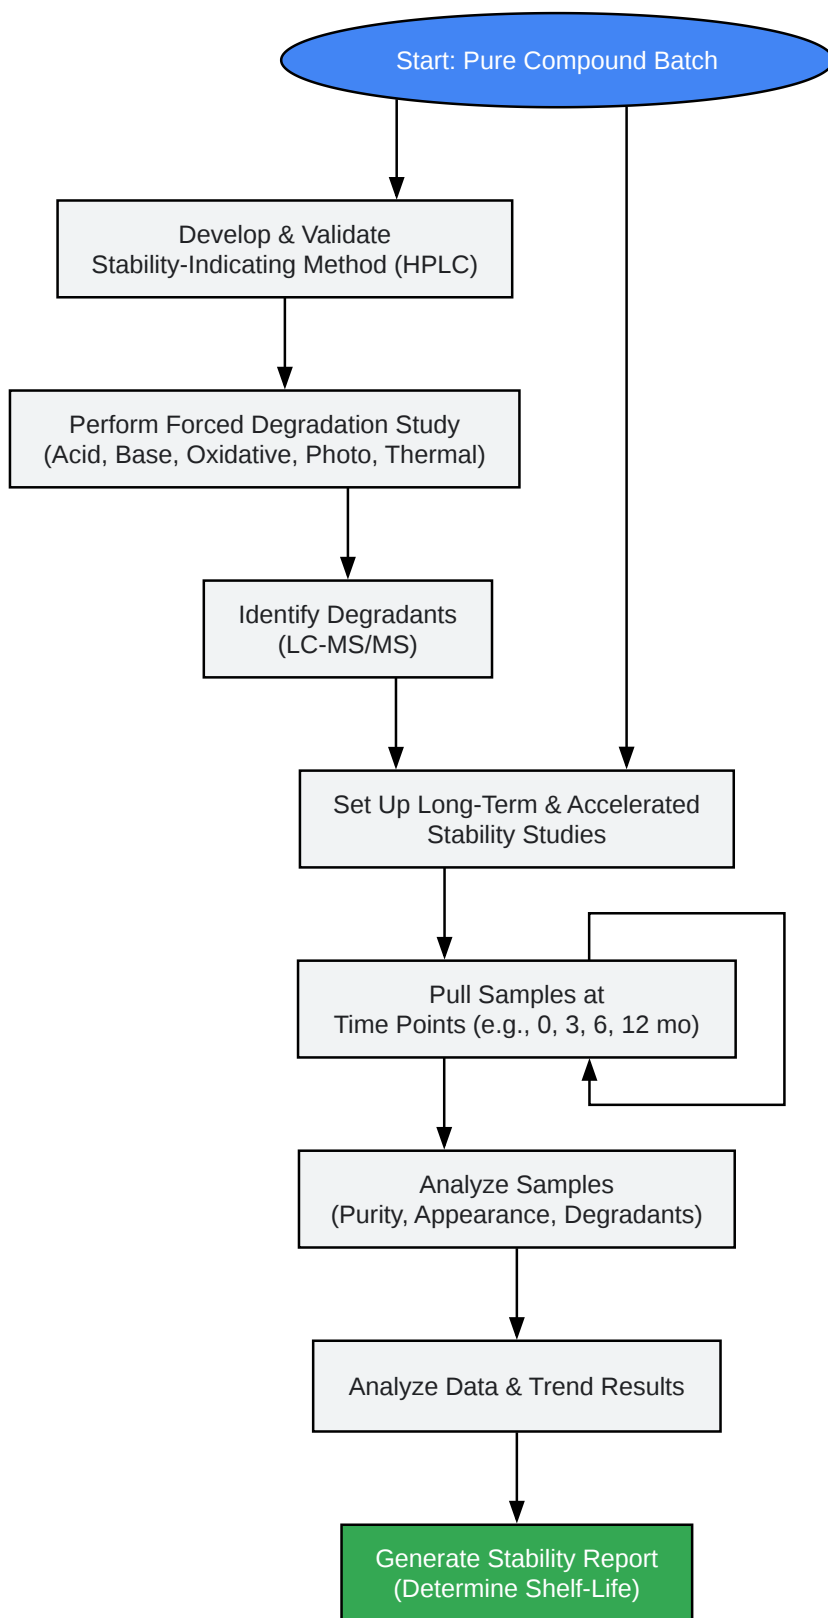 Start: Pure Compound Batch
Develop & Validate
Stability-Indicating Method (HPLC)
Perform Forced Degradation Study
(Acid, Base, Oxidative, Photo, Thermal)
Identify Degradants
(LC-MS/MS)
Set Up Long-Term & Accelerated
Stability Studies
Pull Samples at
Time Points (e.g., 0, 3, 6, 12 mo)
Analyze Samples
(Purity, Appearance, Degradants)
Analyze Data & Trend Results
Generate Stability Report
(Determine Shelf-Life)